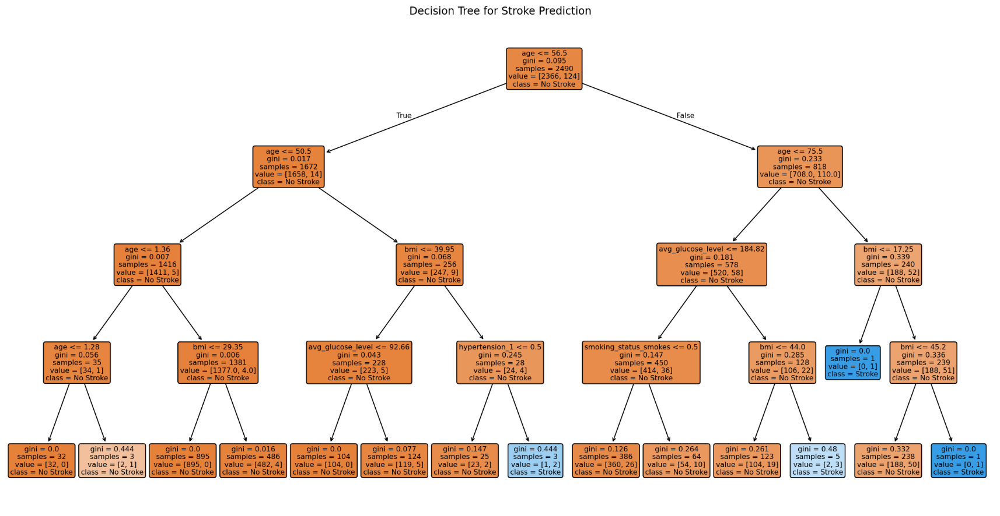 Decision Tree for Stroke Prediction
age <= 56.5
gini = 0.095
samples = 2490
value = [2366, 124]
class = No Stroke
True
False
age <= 50.5
gini = 0.017
samples = 1672
value = [1658, 14]
class = No Stroke
age <= 75.5
gini = 0.233
samples = 818
value = [708.0, 110.0]
class = No Stroke
age <= 1.36
gini = 0.007
samples = 1416
value = [1411, 5]
class = No Stroke
bmi <= 39.95
gini = 0.068
samples = 256
value = [247, 9]
class = No Stroke
avg_glucose_level <= 184.82
gini = 0.181
samples = 578
value = [520, 58]
class = No Stroke
bmi <= 17.25
gini = 0.339
samples = 240
value = [188, 52]
class = No Stroke
age <= 1.28
gini = 0.056
samples = 35
value = [34, 1]
class = No Stroke
bmi <= 29.35
gini = 0.006
samples = 1381
value = [1377.0, 4.0]
class = No Stroke
avg_glucose_level <= 92.66
gini = 0.043
samples = 228
value = [223, 5]
class = No Stroke
hypertension_1 <= 0.5
gini = 0.245
samples = 28
value = [24, 4]
class = No Stroke
smoking_status_smokes <= 0.5
gini = 0.147
samples = 450
value = [414, 36]
class = No Stroke
bmi <= 44.0
gini = 0.285
samples = 128
value = [106, 22]
class = No Stroke
gini = 0.0
samples = 1
value = [0, 1]
class = Stroke
bmi <= 45.2
gini = 0.336
samples = 239
value = [188, 51]
class = No Stroke
gini = 0.0
samples = 32
value = [32, 0]
class = No Stroke
gini = 0.444
samples = 3
value = [2, 1]
class = No Stroke
gini = 0.0
samples = 895
value = [895, 0]
class = No Stroke
gini = 0.016
samples = 486
value = [482, 4]
class = No Stroke
gini = 0.0
samples = 104
value = [104, 0]
class = No Stroke
gini = 0.077
samples = 124
value = [119, 5]
class = No Stroke
gini = 0.147
samples = 25
value = [23, 2]
class = No Stroke
gini = 0.444
samples = 3
value = [1, 2]
class = Stroke
gini = 0.126
samples = 386
value = [360, 26]
class = No Stroke
gini = 0.264
samples = 64
value = [54, 10]
class = No Stroke
gini = 0.261
samples = 123
value = [104, 19]
class = No Stroke
gini = 0.48
samples = 5
value = [2, 3]
class = Stroke
gini = 0.332
samples = 238
value = [188, 50]
class = No Stroke
gini = 0.0
samples = 1
value = [0, 1]
class = Stroke